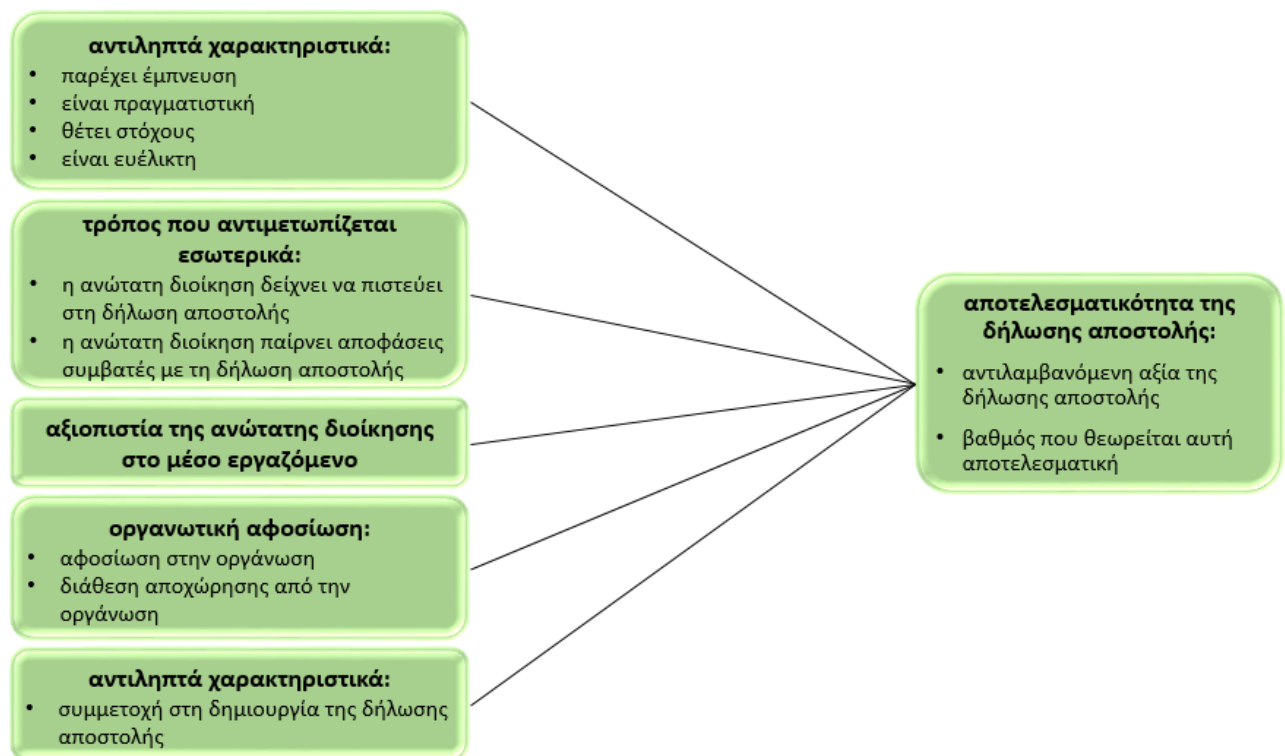 αντιληπτά χαρακτηριστικά:
• παρέχει έμπνευση
• είναι πραγματιστική
• θέτει στόχους
• είναι ευέλικτη
τρόπος που αντιμετωπίζεται
εσωτερικά:
• η ανώτατη διοίκηση δείχνει να πιστεύει
στη δήλωση αποστολής
• η ανώτατη διοίκηση παίρνει αποφάσεις
συμβατές με τη δήλωση αποστολής
αξιοπιστία της ανώτατης διοίκησης
στο μέσο εργαζόμενο
οργανωτική αφοσίωση:
• αφοσίωση στην οργάνωση
• διάθεση αποχώρησης από την
οργάνωση
αντιληπτά χαρακτηριστικά:
• συμμετοχή στη δημιουργία της δήλωσης
αποστολής
αποτελεσματικότητα της
δήλωσης αποστολής:
• αντιλαμβανόμενη αξία της
δήλωσης αποστολής
• βαθμός που θεωρείται αυτή
αποτελεσματική